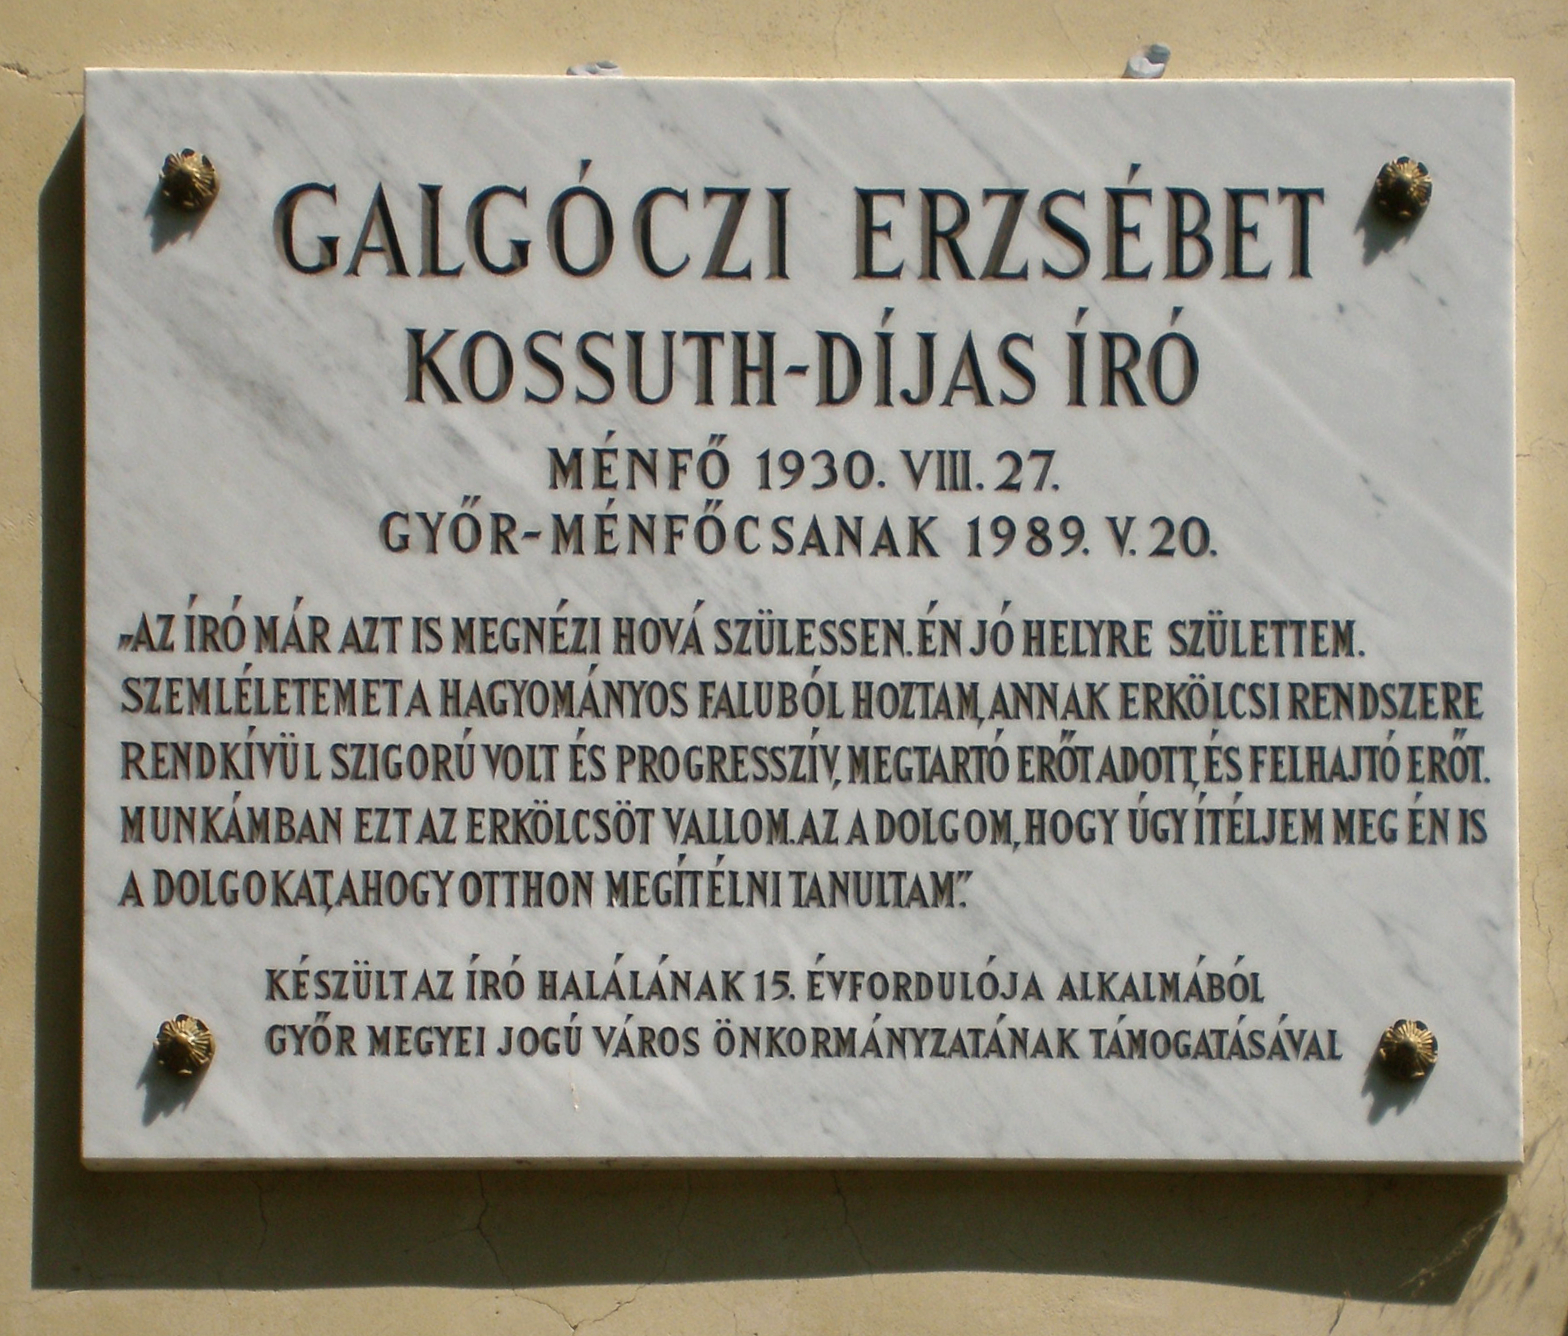 GALGÓCZI ERZSÉBET
KOSSUTH-DÍJAS ÍRÓ
MÉNFŐ 1930. VIII. 27.
GYŐR-MÉNFŐCSANAK 1989. V. 20.
„AZ ÍRÓ MÁR AZT IS MEGNÉZI HOVÁ SZÜLESSEN. ÉN JÓ HELYRE SZÜLETTEM.
SZEMLÉLETEMET A HAGYOMÁNYOS FALUBÓL HOZTAM, ANNAK ERKÖLCSI RENDSZERE
RENDKÍVÜL SZIGORÚ VOLT ÉS PROGRESSZÍV, MEGTARTÓ ERŐT ADOTT, ÉS FELHAJTÓ ERŐT.
MUNKÁMBAN EZT AZ ERKÖLCSÖT VALLOM. AZ A DOLGOM, HOGY ÚGY ÍTÉLJEM MEG ÉN IS
A DOLGOKAT, AHOGY OTTHON MEGÍTÉLNI TANULTAM”.
KÉSZÜLT AZ ÍRÓ HALÁLÁNAK 15. ÉVFORDULÓJA ALKALMÁBÓL
GYŐR MEGYEI JOGÚ VÁROS ÖNKORMÁNYZATÁNAK TÁMOGATÁSÁVAL